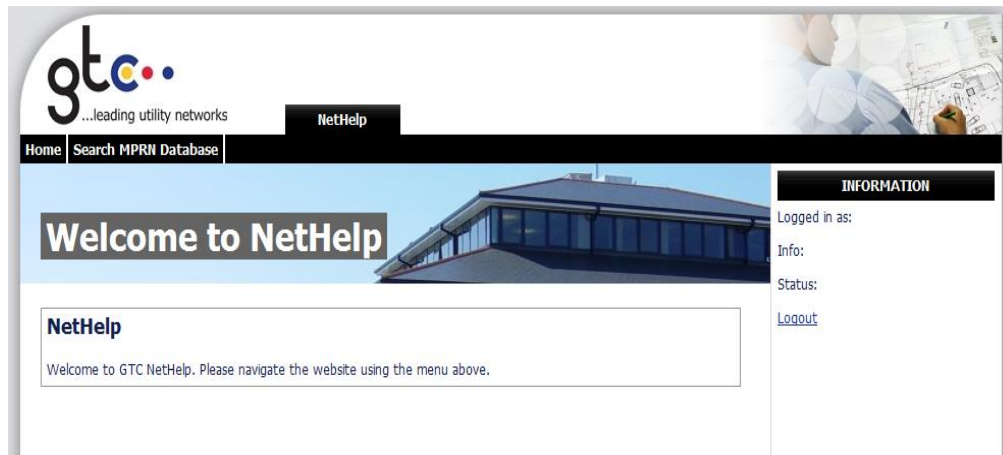 gtc
...leading utility networks
NetHelp
Home Search MPRN Database
Welcome to NetHelp
INFORMATION
Logged in as:
Info:
Status:
Logout
NetHelp
Welcome to GTC NetHelp. Please navigate the website using the menu above.